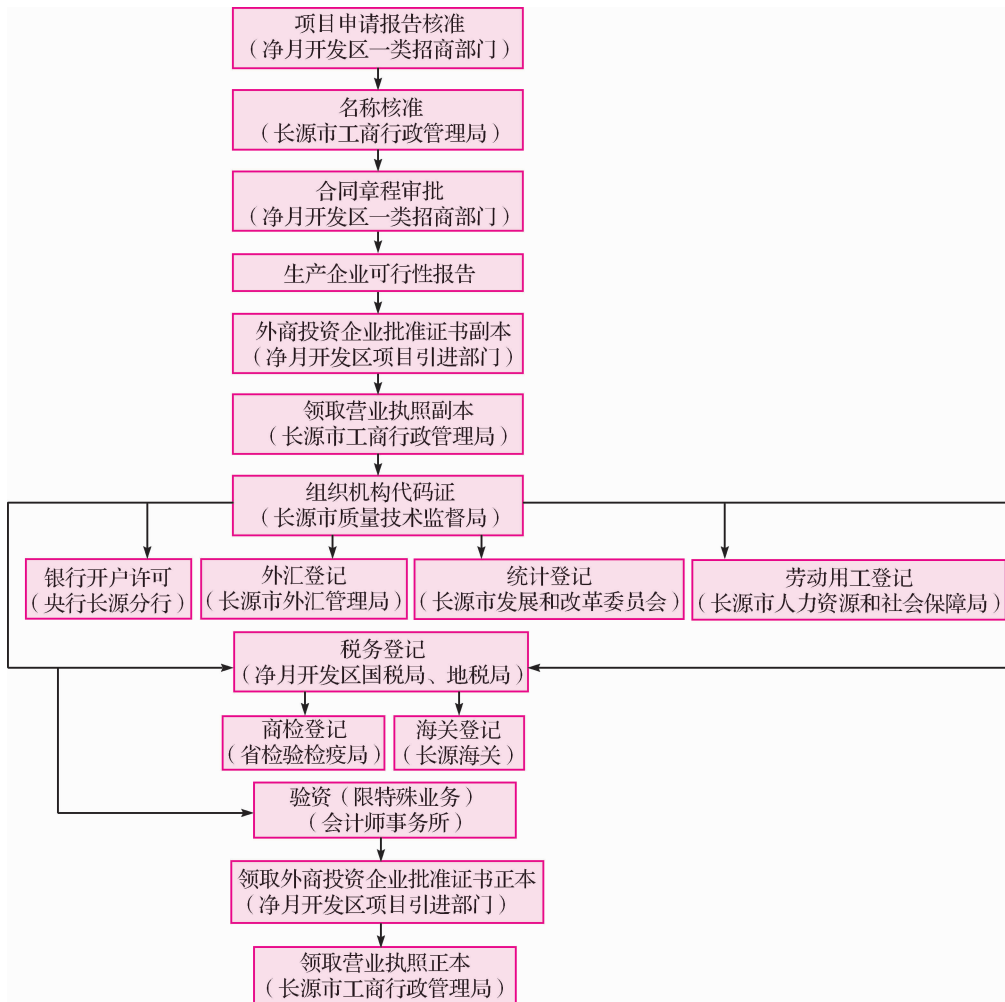 项目申请报告核准
（净月开发区一类招商部门）
名称核准
（长源市工商行政管理局）
合同章程审批
（净月开发区一类招商部门）
生产企业可行性报告
外商投资企业批准证书副本
（净月开发区项目引进部门）
领取营业执照副本
（长源市工商行政管理局）
组织机构代码证
（长源市质量技术监督局）
银行开户许可
（央行长源分行）
外汇登记
（长源市外汇管理局）
统计登记
（长源市发展和改革委员会）
劳动用工登记
（长源市人力资源和社会保障局）
税务登记
（净月开发区国税局、地税局）
商检登记
（省检验检疫局）
海关登记
（长源海关）
验资（限特殊业务）
（会计师事务所）
领取外商投资企业批准证书正本
（净月开发区项目引进部门）
领取营业执照正本
（长源市工商行政管理局）